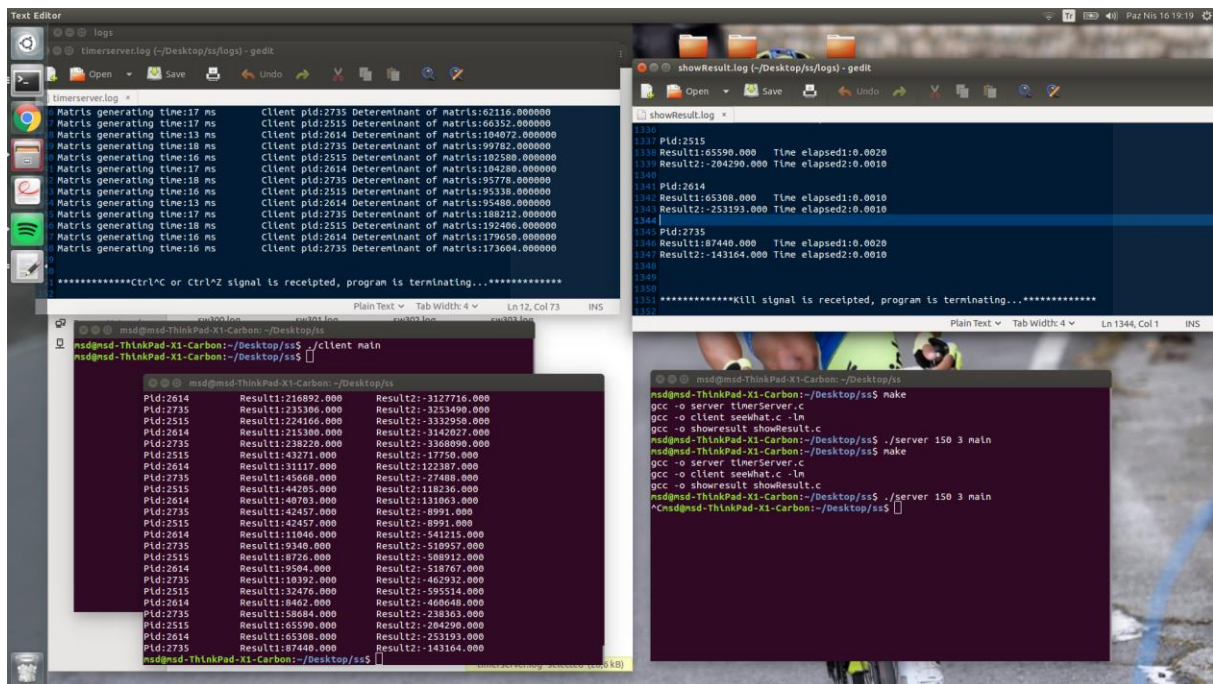 Text Editor
Tr
Paz Nis 16 19:19
logs
timerserver.log (~/Desktop/ss/logs) - gedit
Open Save Undo
timerserver.log ×
Matris generating time:17 ms Client pid:2735 Detereminant of matris:62116.000000
Matris generating time:17 ms Client pid:2515 Detereminant of matris:66352.000000
Matris generating time:13 ms Client pid:2614 Detereminant of matris:104072.000000
Matris generating time:18 ms Client pid:2735 Detereminant of matris:99782.000000
Matris generating time:16 ms Client pid:2515 Detereminant of matris:102580.000000
Matris generating time:17 ms Client pid:2614 Detereminant of matris:104280.000000
Matris generating time:18 ms Client pid:2735 Detereminant of matris:95778.000000
Matris generating time:16 ms Client pid:2515 Detereminant of matris:95338.000000
Matris generating time:13 ms Client pid:2614 Detereminant of matris:95480.000000
Matris generating time:17 ms Client pid:2735 Detereminant of matris:188212.000000
Matris generating time:18 ms Client pid:2515 Detereminant of matris:192406.000000
Matris generating time:16 ms Client pid:2614 Detereminant of matris:179650.000000
Matris generating time:16 ms Client pid:2735 Detereminant of matris:173604.000000
*************Ctrl^C or Ctrl^Z signal is receipted, program is terminating...*************
Plain Text Tab Width: 4 Ln 12, Col 73 INS
showResult.log (~/Desktop/ss/logs) - gedit
Open Save Undo
showResult.log ×
1336
1337 Pid:2515
1338 Result1:65590.000 Time elapsed1:0.0020
1339 Result2:-204290.000 Time elapsed2:0.0010
1340
1341 Pid:2614
1342 Result1:65308.000 Time elapsed1:0.0010
1343 Result2:-253193.000 Time elapsed2:0.0010
1344
1345 Pid:2735
1346 Result1:87440.000 Time elapsed1:0.0020
1347 Result2:-143164.000 Time elapsed2:0.0010
1348
1349
1350
1351 *************Kill signal is receipted, program is terminating...*************
1352
Plain Text Tab Width: 4 Ln 1344, Col 1 INS
msd@msd-ThinkPad-X1-Carbon: ~/Desktop/ss
msd@msd-ThinkPad-X1-Carbon:~/Desktop/ss$ ./client main
msd@msd-ThinkPad-X1-Carbon:~/Desktop/ss$
msd@msd-ThinkPad-X1-Carbon: ~/Desktop/ss
Pid:2614 Result1:216892.000 Result2:-3127716.000
Pid:2735 Result1:235306.000 Result2:-3253490.000
Pid:2515 Result1:224166.000 Result2:-3332950.000
Pid:2614 Result1:215300.000 Result2:-3142027.000
Pid:2735 Result1:238220.000 Result2:-3368090.000
Pid:2515 Result1:43271.000 Result2:-17750.000
Pid:2614 Result1:31117.000 Result2:122387.000
Pid:2735 Result1:45668.000 Result2:-27488.000
Pid:2515 Result1:44205.000 Result2:118236.000
Pid:2614 Result1:40703.000 Result2:131063.000
Pid:2735 Result1:42457.000 Result2:-8991.000
Pid:2515 Result1:42457.000 Result2:-8991.000
Pid:2614 Result1:11046.000 Result2:-541215.000
Pid:2735 Result1:9340.000 Result2:-510957.000
Pid:2515 Result1:8726.000 Result2:-508912.000
Pid:2614 Result1:9504.000 Result2:-518767.000
Pid:2735 Result1:10392.000 Result2:-462932.000
Pid:2515 Result1:32476.000 Result2:-595514.000
Pid:2614 Result1:8462.000 Result2:-460648.000
Pid:2735 Result1:58684.000 Result2:-238363.000
Pid:2515 Result1:65590.000 Result2:-204290.000
Pid:2614 Result1:65308.000 Result2:-253193.000
Pid:2735 Result1:87440.000 Result2:-143164.000
msd@msd-ThinkPad-X1-Carbon:~/Desktop/ss$
msd@msd-ThinkPad-X1-Carbon: ~/Desktop/ss
msd@msd-ThinkPad-X1-Carbon:~/Desktop/ss$ make
gcc -o server timerServer.c
gcc -o client seeWhat.c -lm
gcc -o showresult showResult.c
msd@msd-ThinkPad-X1-Carbon:~/Desktop/ss$ ./server 150 3 main
msd@msd-ThinkPad-X1-Carbon:~/Desktop/ss$ make
gcc -o server timerServer.c
gcc -o client seeWhat.c -lm
gcc -o showresult showResult.c
msd@msd-ThinkPad-X1-Carbon:~/Desktop/ss$ ./server 150 3 main
^Cmsd@msd-ThinkPad-X1-Carbon:~/Desktop/ss$